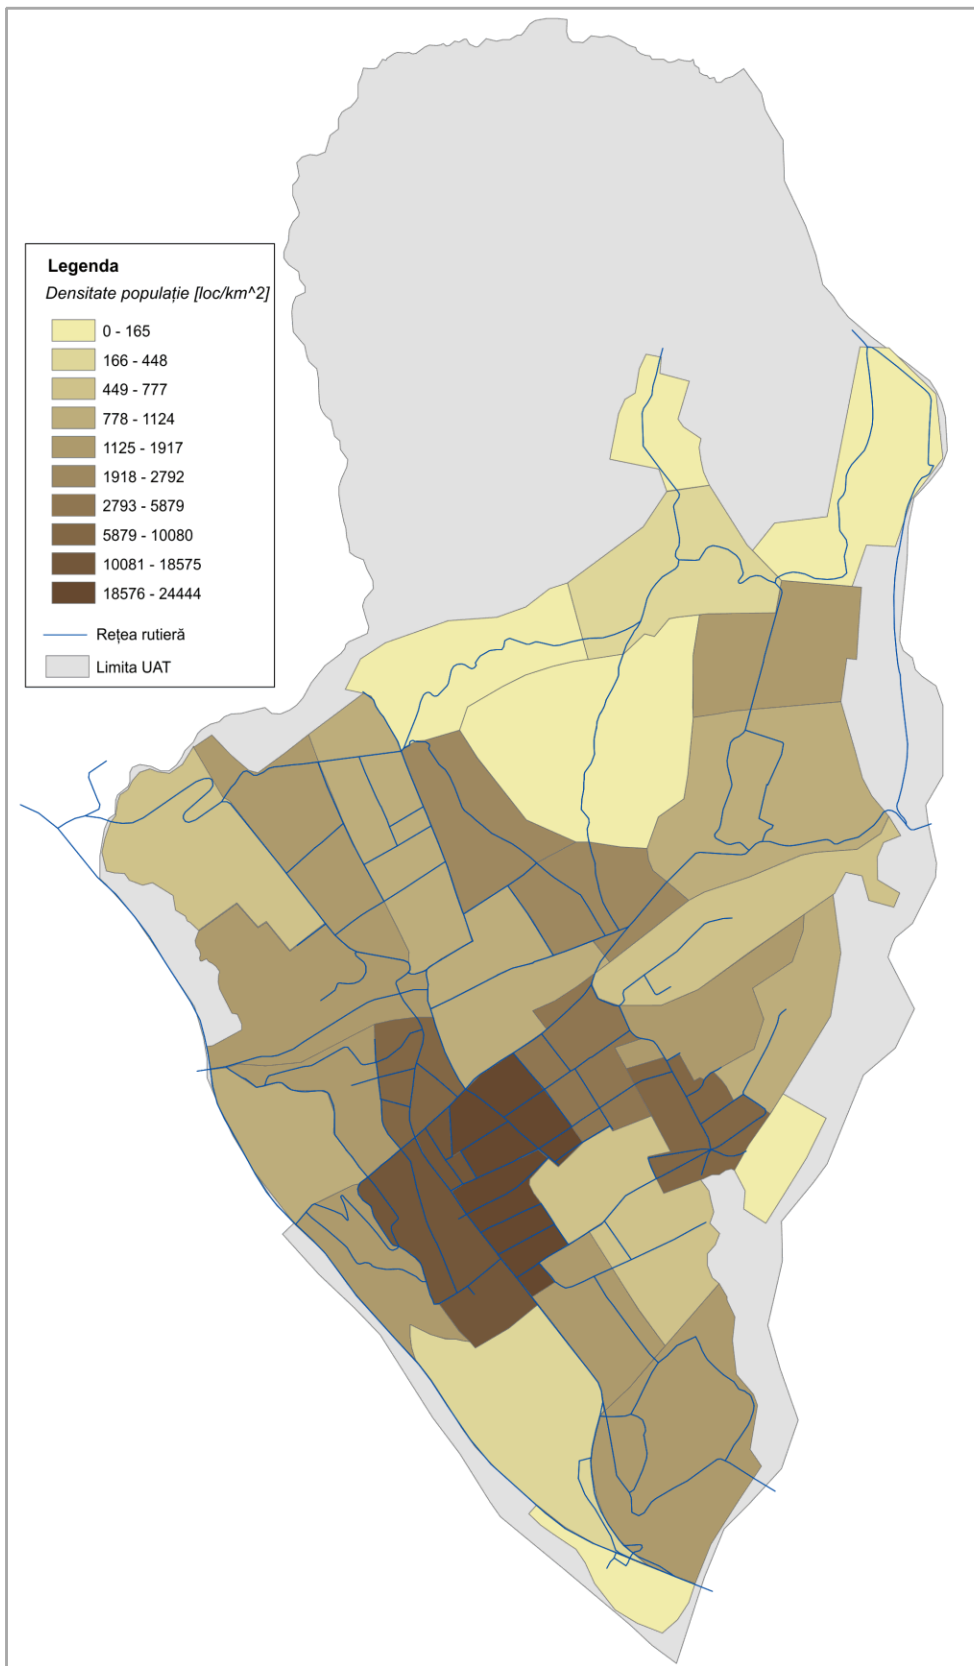 Legenda
Densitate populație [loc/km^2]
0 - 165
166 - 448
449 - 777
778 - 1124
1125 - 1917
1918 - 2792
2793 - 5879
5879 - 10080
10081 - 18575
18576 - 24444
Rețea rutieră
Limita UAT